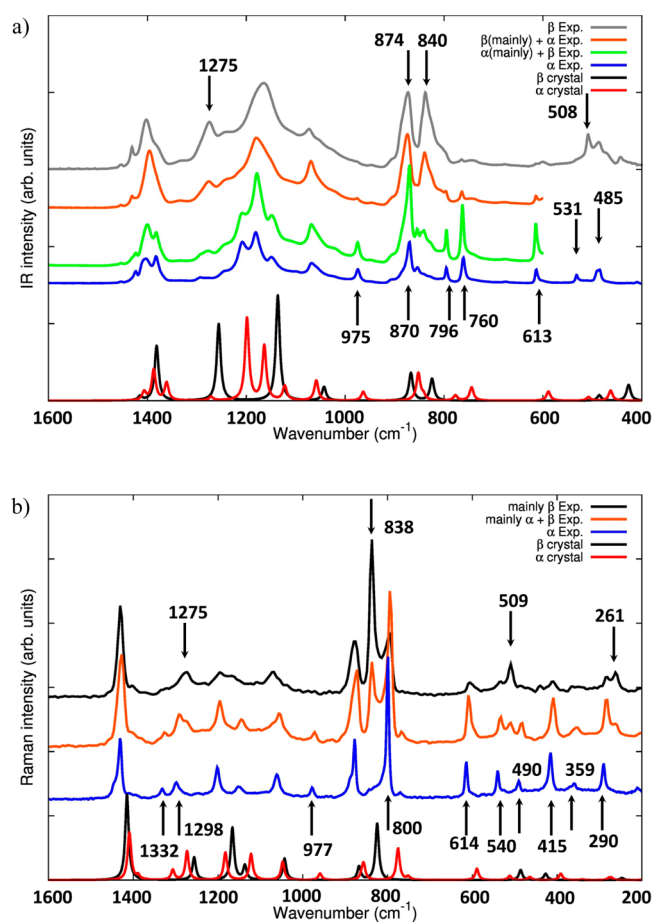 a)
β Exp.
β(mainly) + α Exp.
α(mainly) + β Exp.
α Exp.
β crystal
α crystal
874 840
1275
508
531 485
975 870 796 760 613
IR intensity (arb. units)
1600 1400 1200 1000 800 600 400
Wavenumber (cm⁻¹)
b)
mainly β Exp.
mainly α + β Exp.
α Exp.
β crystal
α crystal
838
1275
509
261
490 359
1332 1298 977 800 614 540 415 290
Raman intensity (arb. units)
1600 1400 1200 1000 800 600 400 200
Wavenumber (cm⁻¹)